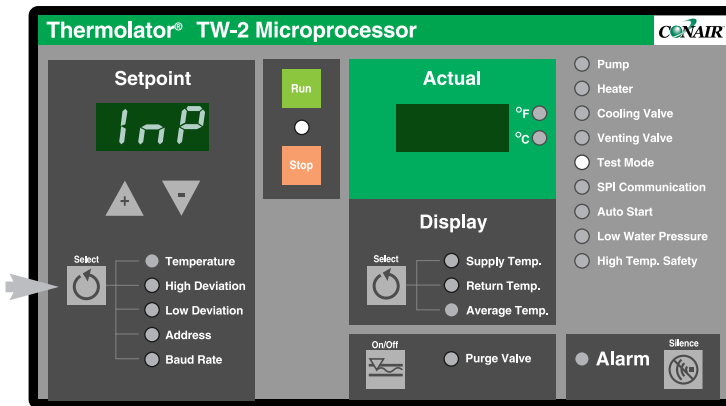 Thermolator® TW-2 Microprocessor
CONAIR
Setpoint
InP
+
-
Select
Temperature
High Deviation
Low Deviation
Address
Baud Rate
Run
Stop
Actual
°F
°C
Display
Select
Supply Temp.
Return Temp.
Average Temp.
On/Off
Purge Valve
Pump
Heater
Cooling Valve
Venting Valve
Test Mode
SPI Communication
Auto Start
Low Water Pressure
High Temp. Safety
Alarm
Silence